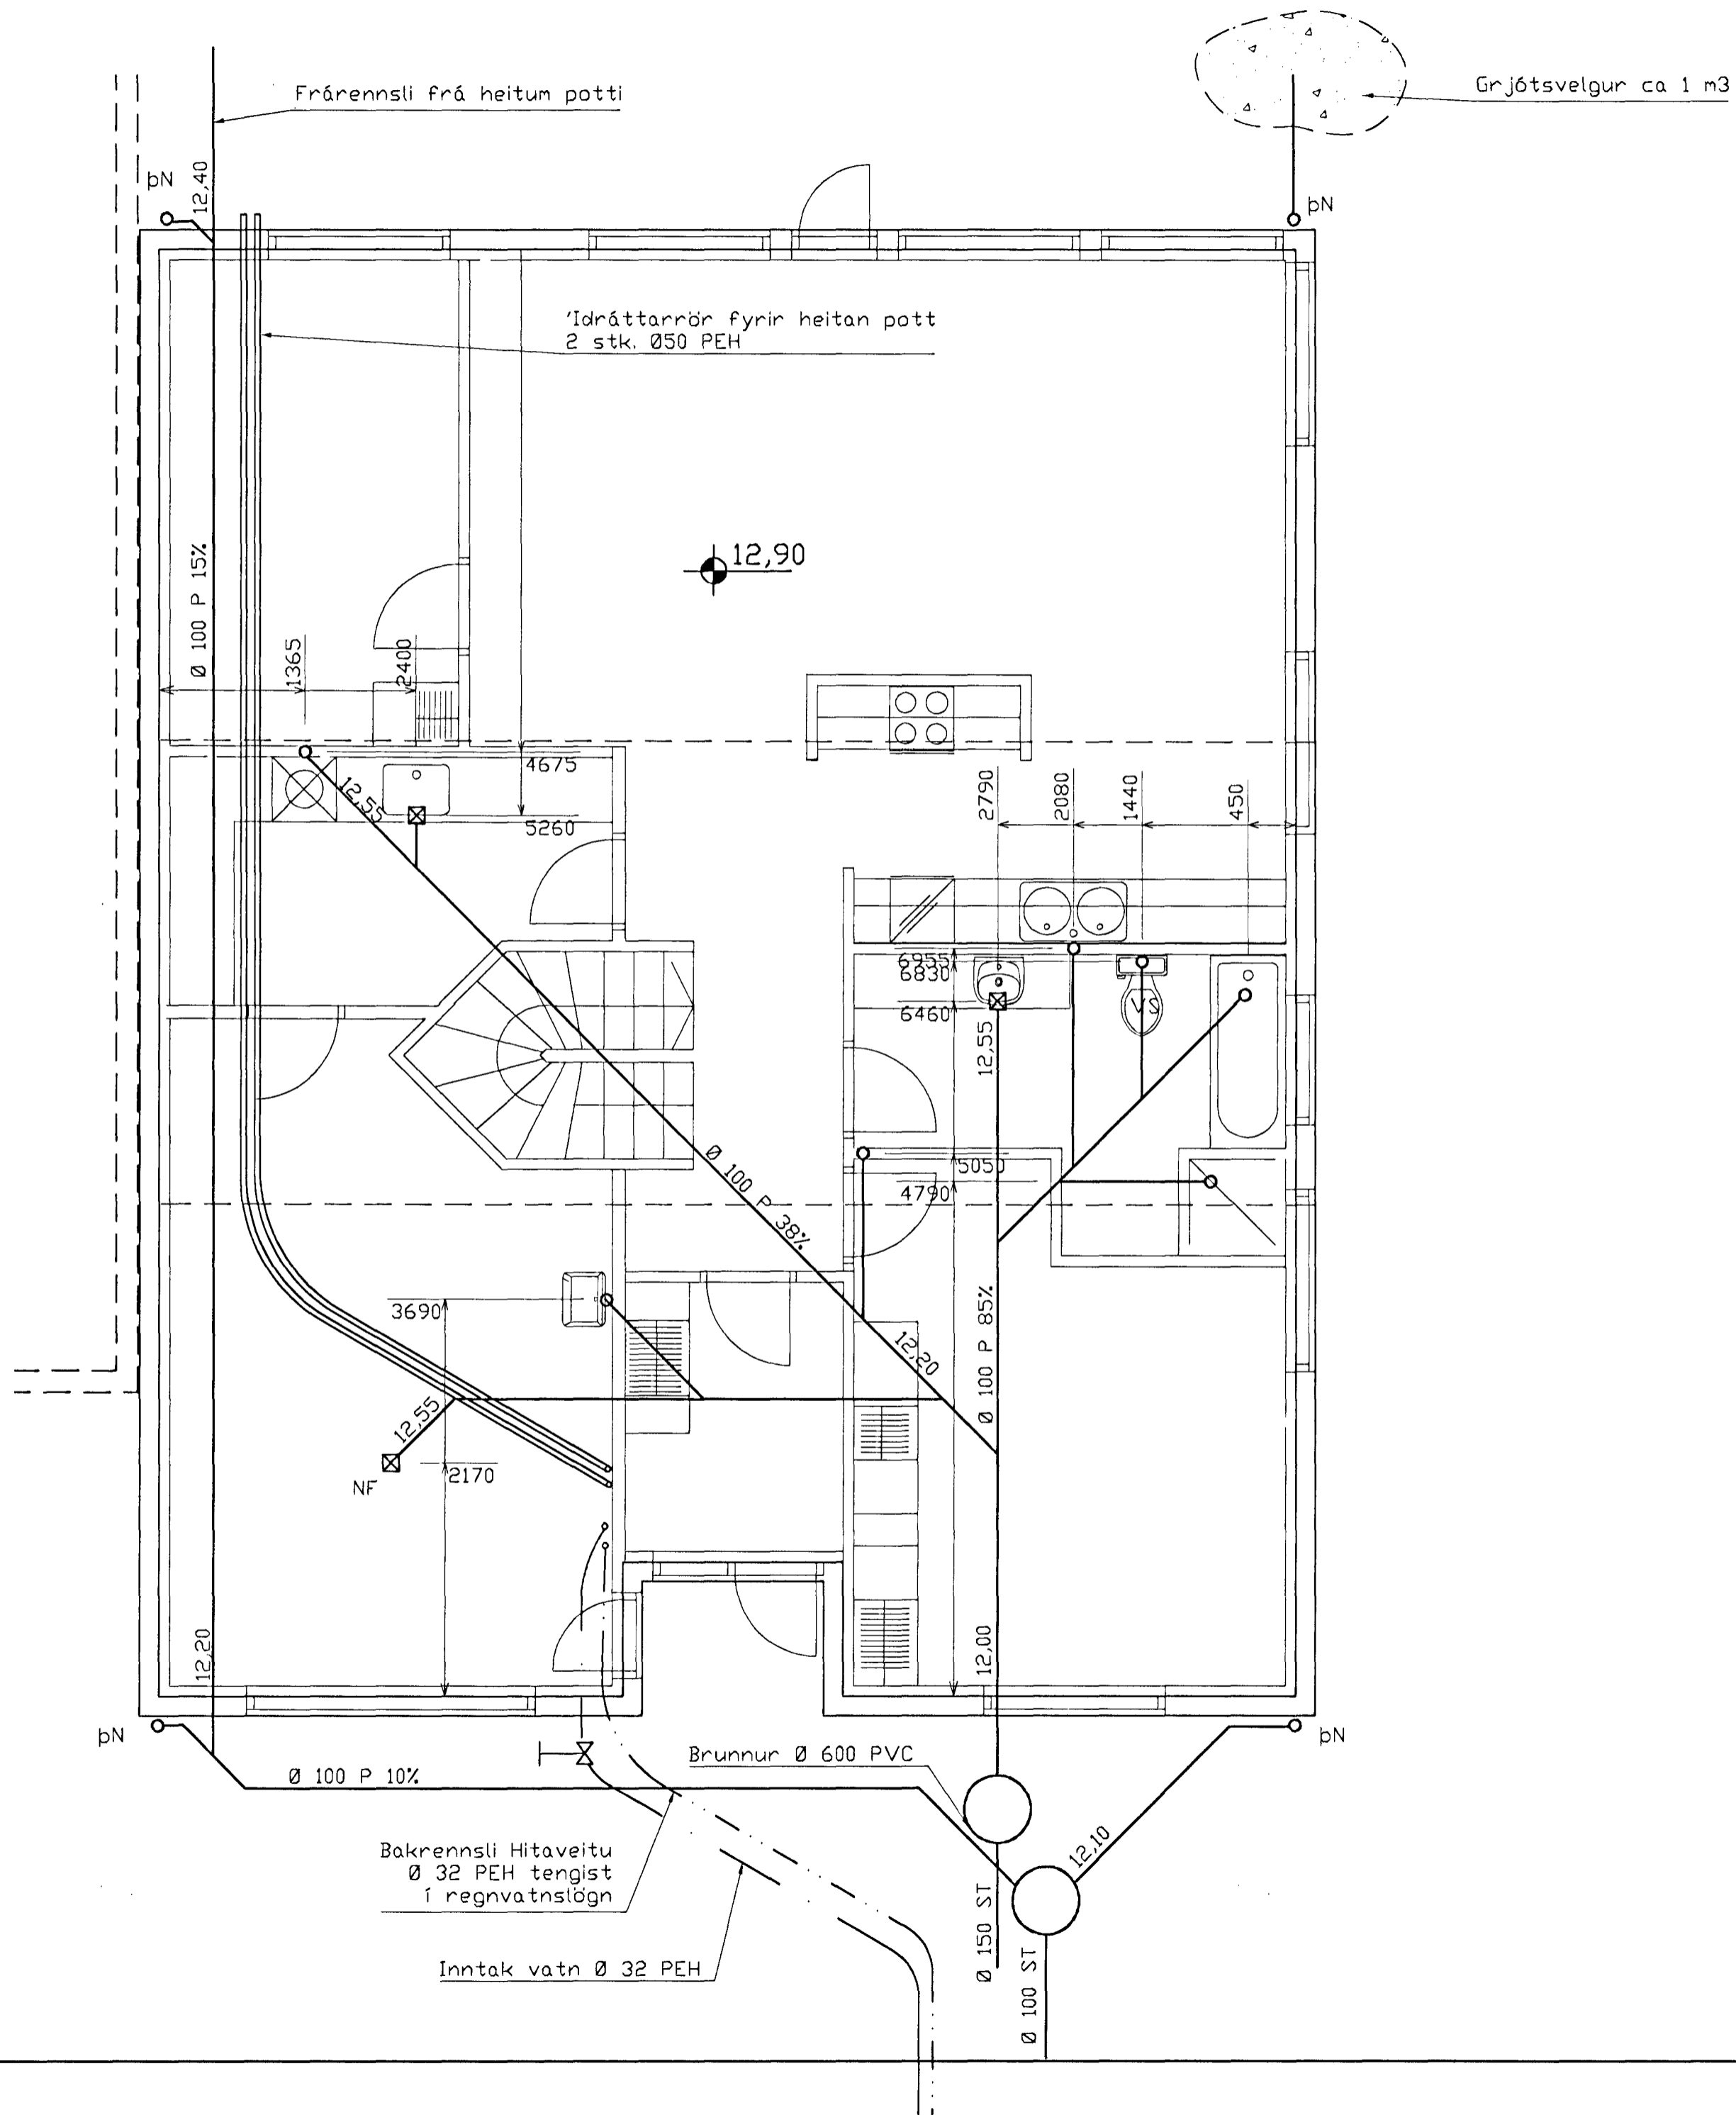 Frárennsli frá heitum potti
Grjótsvelgur ca 1 m3
þN
12,40
þN
'Idráttarrör fyrir heitan pott
2 stk. Ø50 PEH
Ø 100 P 15%
12,90
1365
2400
4675
12,55
5260
2790
2080
1440
450
6955
6830
6460
VS
12,55
Ø 100 P 38%
5050
4790
3690
Ø 100 P 85%
12,20
12,55
2170
NF
12,20
12,00
þN
þN
Ø 100 P 10%
Brunnur Ø 600 PVC
12,10
Bakrennsli Hitaveitu
Ø 32 PEH tengist
í regnvatnslögn
Inntak vatn Ø 32 PEH
Ø 150 ST
Ø 100 ST